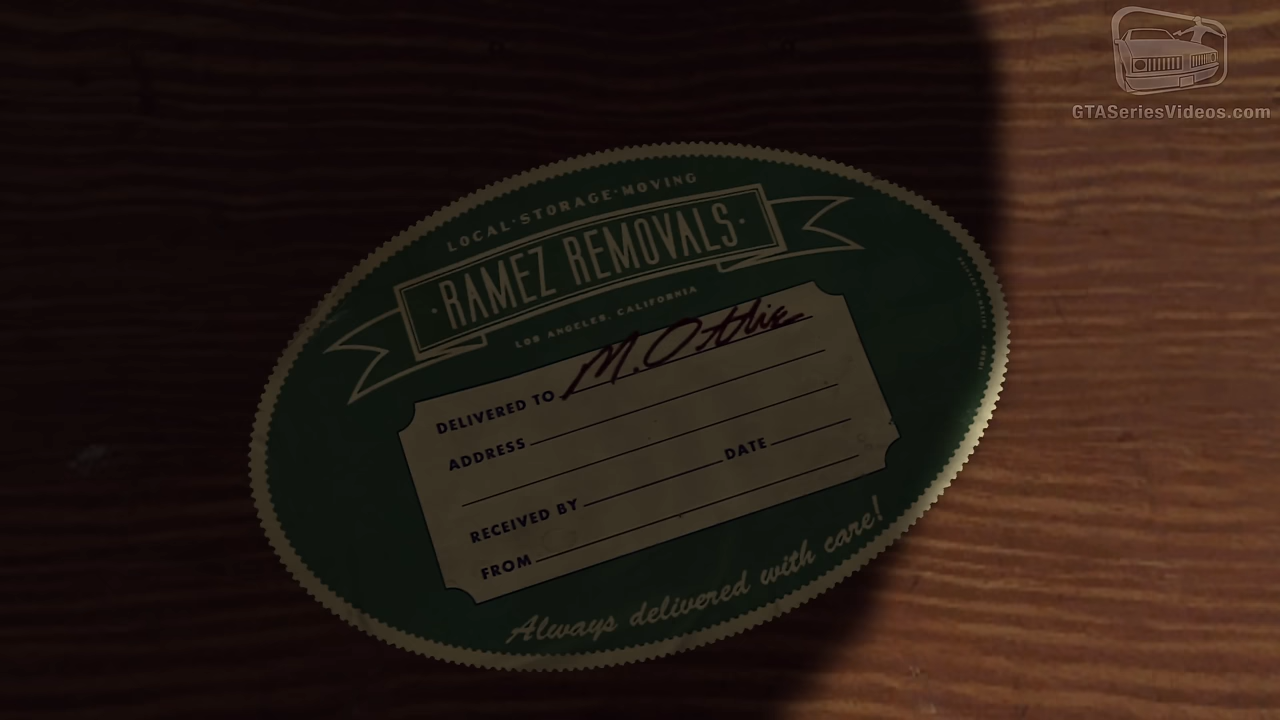 GTASeriesVideos.com
LOCAL·STORAGE·MOVING
·RAMEZ REMOVALS·
LOS ANGELES, CALIFORNIA
DELIVERED TO M. Ottlie
ADDRESS
RECEIVED BY DATE
FROM
Always delivered with care!